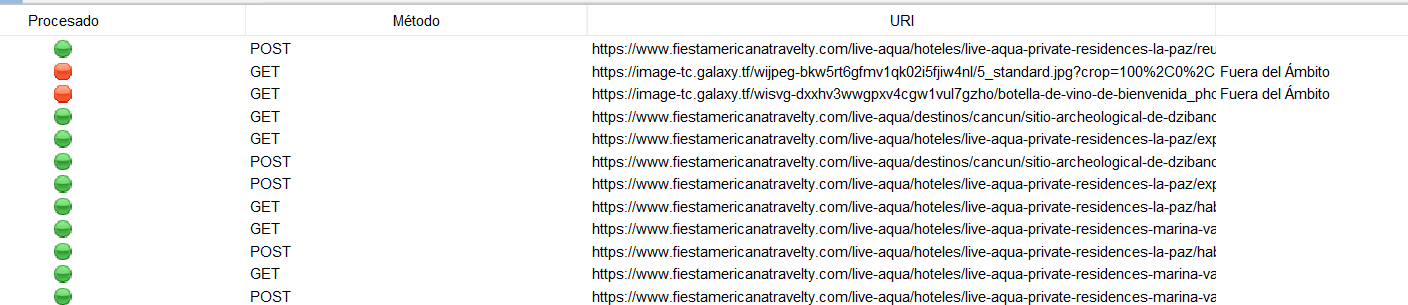 Procesado Método URI
POST https://www.fiestamericanatravelty.com/live-aqua/hoteles/live-aqua-private-residences-la-paz/reu
GET https://image-tc.galaxy.tf/wijpeg-bkw5rt6gfmv1qk02i5fjiw4nl/5_standard.jpg?crop=100%2C0%2C Fuera del Ámbito
GET https://image-tc.galaxy.tf/wisvg-dxxhv3wwgpxv4cgw1vul7gzho/botella-de-vino-de-bienvenida_pho Fuera del Ámbito
GET https://www.fiestamericanatravelty.com/live-aqua/destinos/cancun/sitio-archeological-de-dzibanc
GET https://www.fiestamericanatravelty.com/live-aqua/hoteles/live-aqua-private-residences-la-paz/exp
POST https://www.fiestamericanatravelty.com/live-aqua/destinos/cancun/sitio-archeological-de-dzibanc
POST https://www.fiestamericanatravelty.com/live-aqua/hoteles/live-aqua-private-residences-la-paz/exp
GET https://www.fiestamericanatravelty.com/live-aqua/hoteles/live-aqua-private-residences-la-paz/hab
GET https://www.fiestamericanatravelty.com/live-aqua/hoteles/live-aqua-private-residences-marina-va
POST https://www.fiestamericanatravelty.com/live-aqua/hoteles/live-aqua-private-residences-la-paz/hab
GET https://www.fiestamericanatravelty.com/live-aqua/hoteles/live-aqua-private-residences-marina-va
POST https://www.fiestamericanatravelty.com/live-aqua/hoteles/live-aqua-private-residences-marina-va